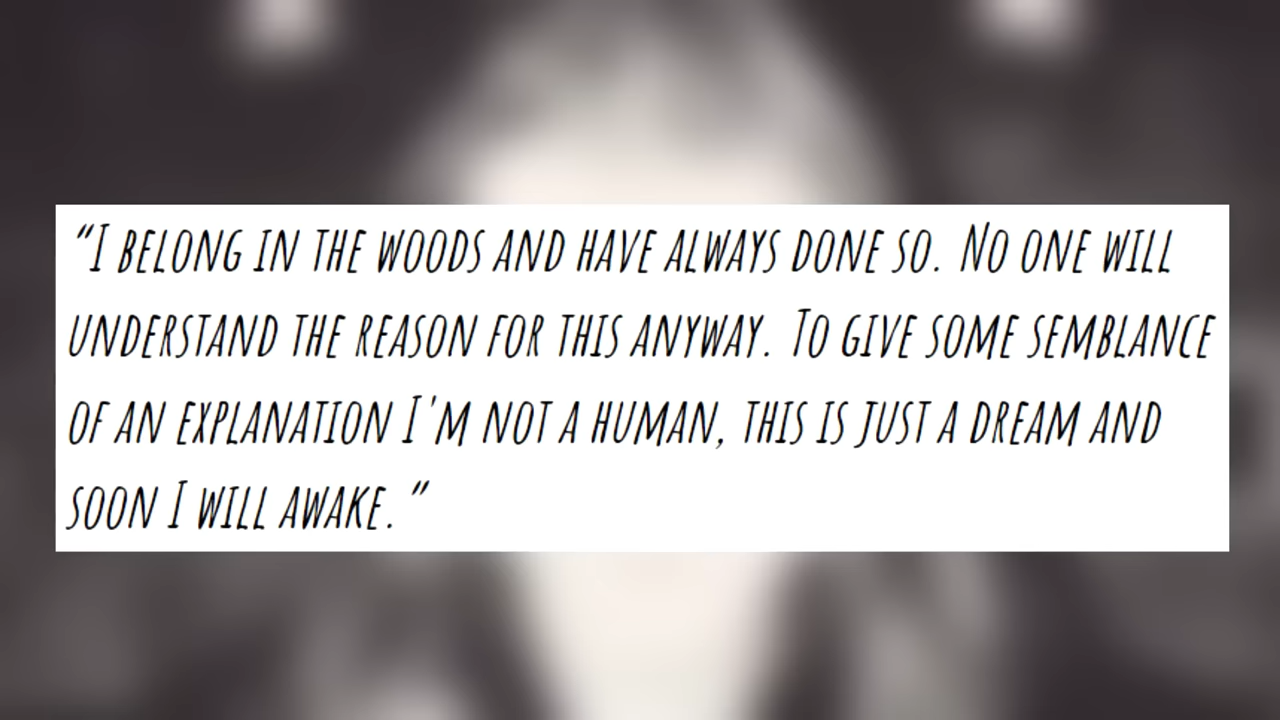 “I BELONG IN THE WOODS AND HAVE ALWAYS DONE SO. NO ONE WILL
UNDERSTAND THE REASON FOR THIS ANYWAY. TO GIVE SOME SEMBLANCE
OF AN EXPLANATION I'M NOT A HUMAN, THIS IS JUST A DREAM AND
SOON I WILL AWAKE.”